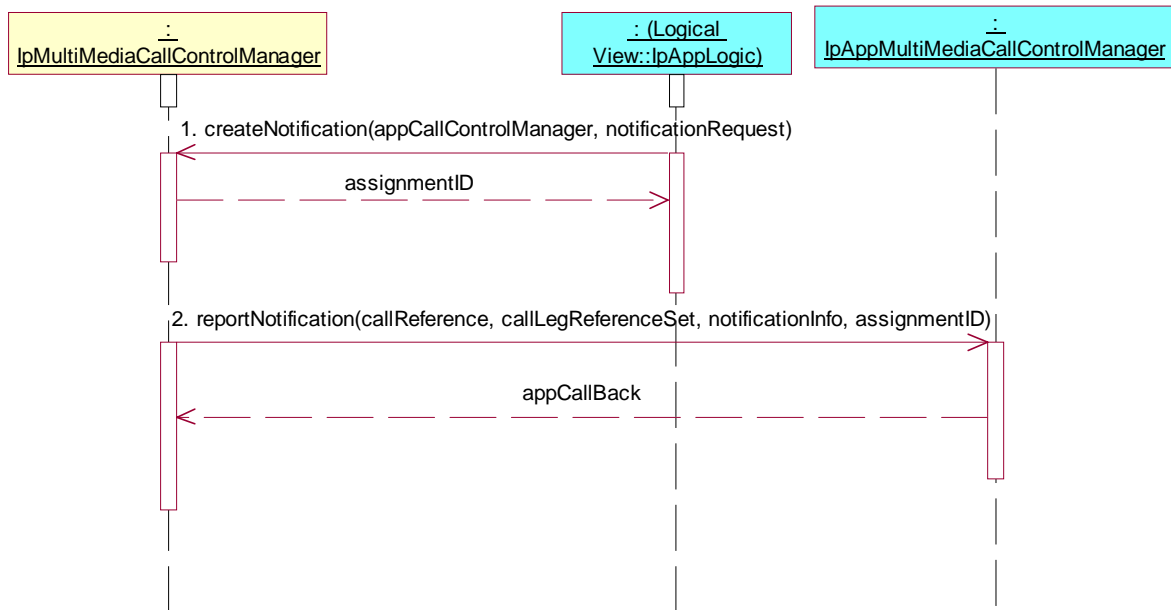 :
IpMultiMediaCallControlManager
: (Logical
View::IpAppLogic)
:
IpAppMultiMediaCallControlManager
1. createNotification(appCallControlManager, notificationRequest)
assignmentID
2. reportNotification(callReference, callLegReferenceSet, notificationInfo, assignmentID)
appCallBack